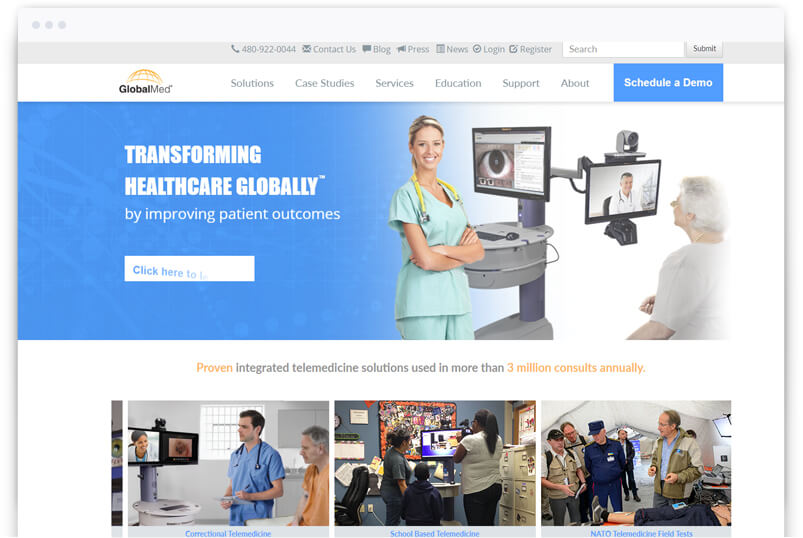 480-922-0044 Contact Us Blog Press News Login Register Search Submit
GlobalMed Solutions Case Studies Services Education Support About Schedule a Demo
TRANSFORMING
HEALTHCARE GLOBALLY™
by improving patient outcomes
Click here to
Proven integrated telemedicine solutions used in more than 3 million consults annually.
Correctional Telemedicine School Based Telemedicine NATO Telemedicine Field Tests